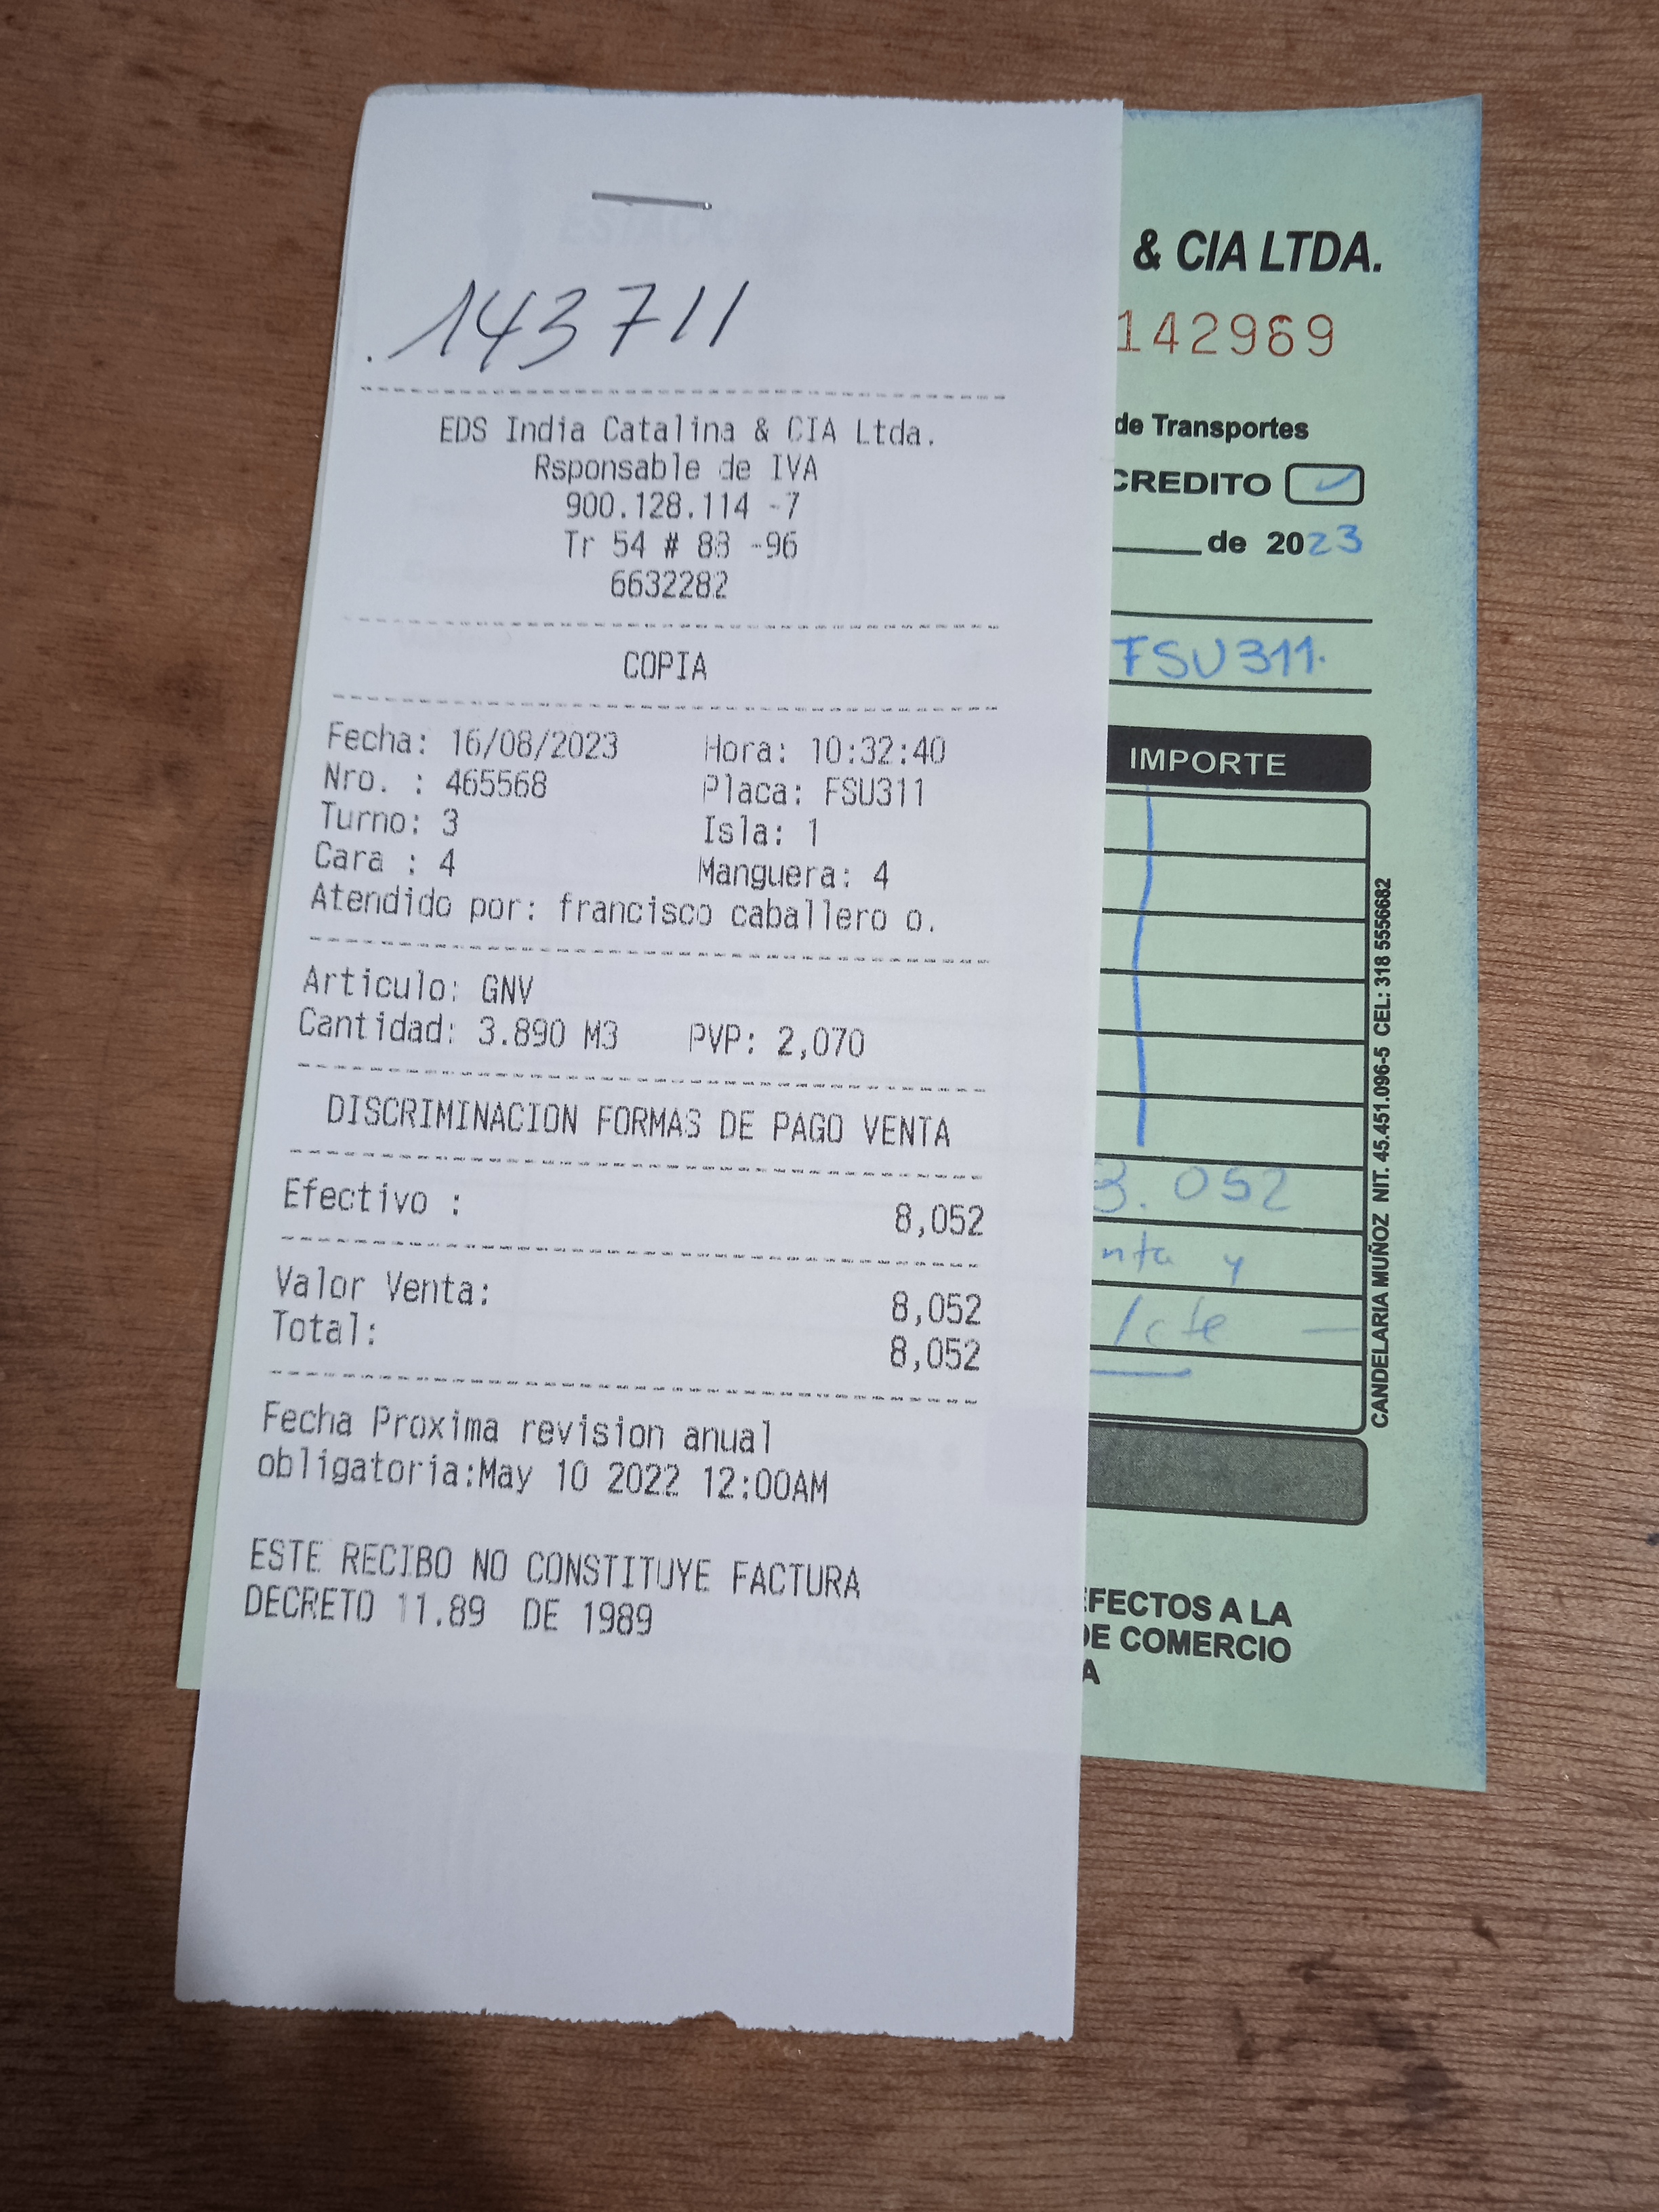 .143711
EDS India Catalina & CIA Ltda.
Rsponsable de IVA
900.128.114 -7
Tr 54 # 88 -96
6632282
COPIA
Fecha: 16/08/2023 Hora: 10:32:40
Nro. : 465568 Placa: FSU311
Turno: 3 Isla: 1
Cara : 4 Manguera: 4
Atendido por: francisco caballero o.
Articulo: GNV
Cantidad: 3.890 M3 PVP: 2,070
DISCRIMINACION FORMAS DE PAGO VENTA
Efectivo : 8,052
Valor Venta: 8,052
Total: 8,052
Fecha Proxima revision anual
obligatoria:May 10 2022 12:00AM
ESTE RECIBO NO CONSTITUYE FACTURA
DECRETO 11.89 DE 1989
& CIA LTDA.
142969
de Transportes
CREDITO
de 2023
FSU311.
IMPORTE
8.052
nta y
/cte
EFECTOS A LA
DE COMERCIO
A
CANDELARIA MUÑOZ NIT. 45.451.096-5 CEL: 318 5556682